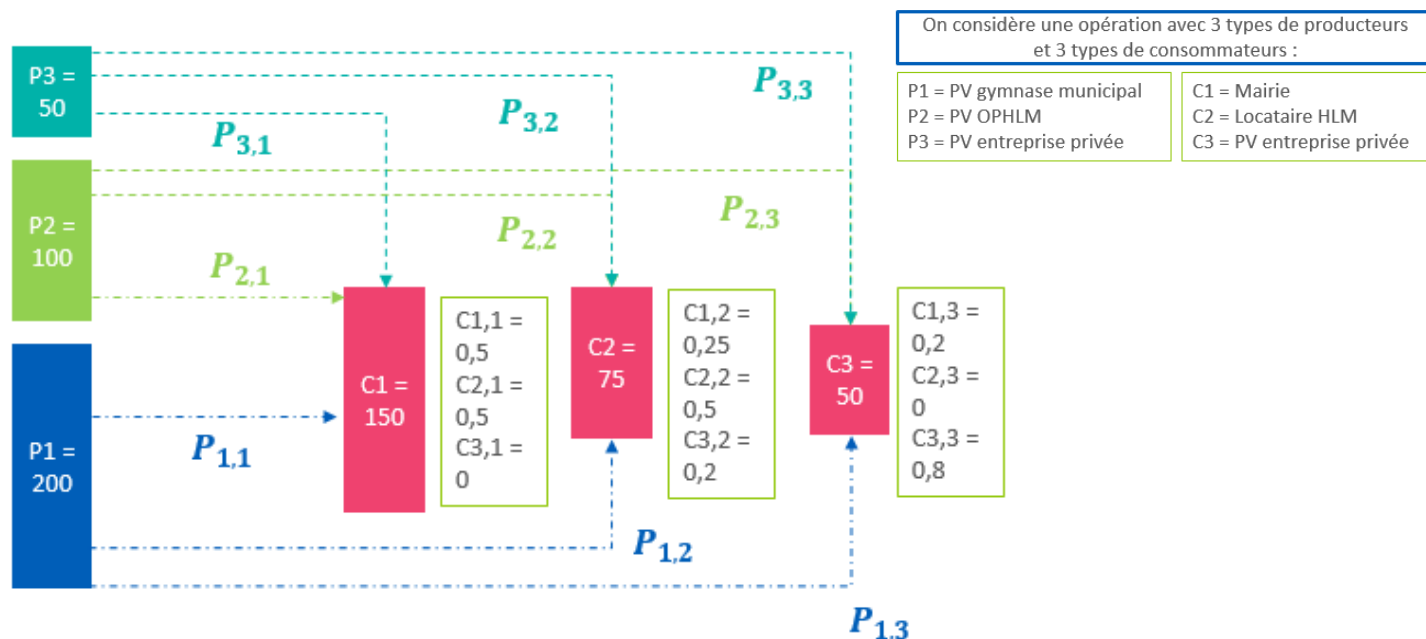 On considère une opération avec 3 types de producteurs
et 3 types de consommateurs :
P1 = PV gymnase municipal
P2 = PV OPHLM
P3 = PV entreprise privée
C1 = Mairie
C2 = Locataire HLM
C3 = PV entreprise privée
P3 =
50
P3,3
P3,2
P3,1
P2 =
100
P2,3
P2,2
P2,1
C1 =
150
C1,1 =
0,5
C2,1 =
0,5
C3,1 =
0
C2 =
75
C1,2 =
0,25
C2,2 =
0,5
C3,2 =
0,2
C3 =
50
C1,3 =
0,2
C2,3 =
0
C3,3 =
0,8
P1 =
200
P1,1
P1,2
P1,3